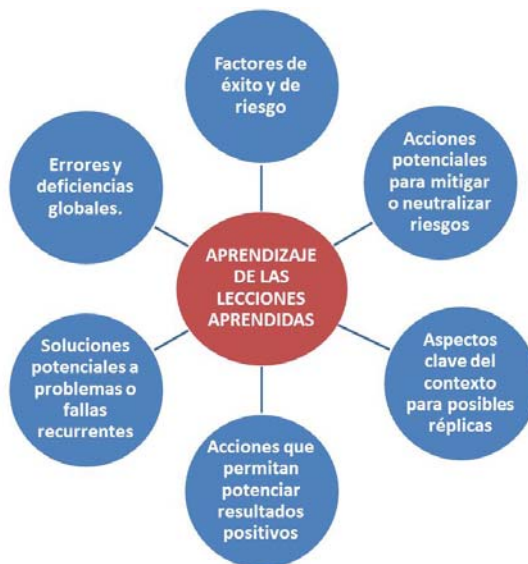 Factores de
éxito y de
riesgo
Acciones
potenciales
para mitigar
o neutralizar
riesgos
Errores y
deficiencias
globales.
APRENDIZAJE
DE LAS
LECCIONES
APRENDIDAS
Aspectos
clave del
contexto
para posibles
réplicas
Soluciones
potenciales a
problemas o
fallas
recurrentes
Acciones que
permitan
potenciar
resultados
positivos